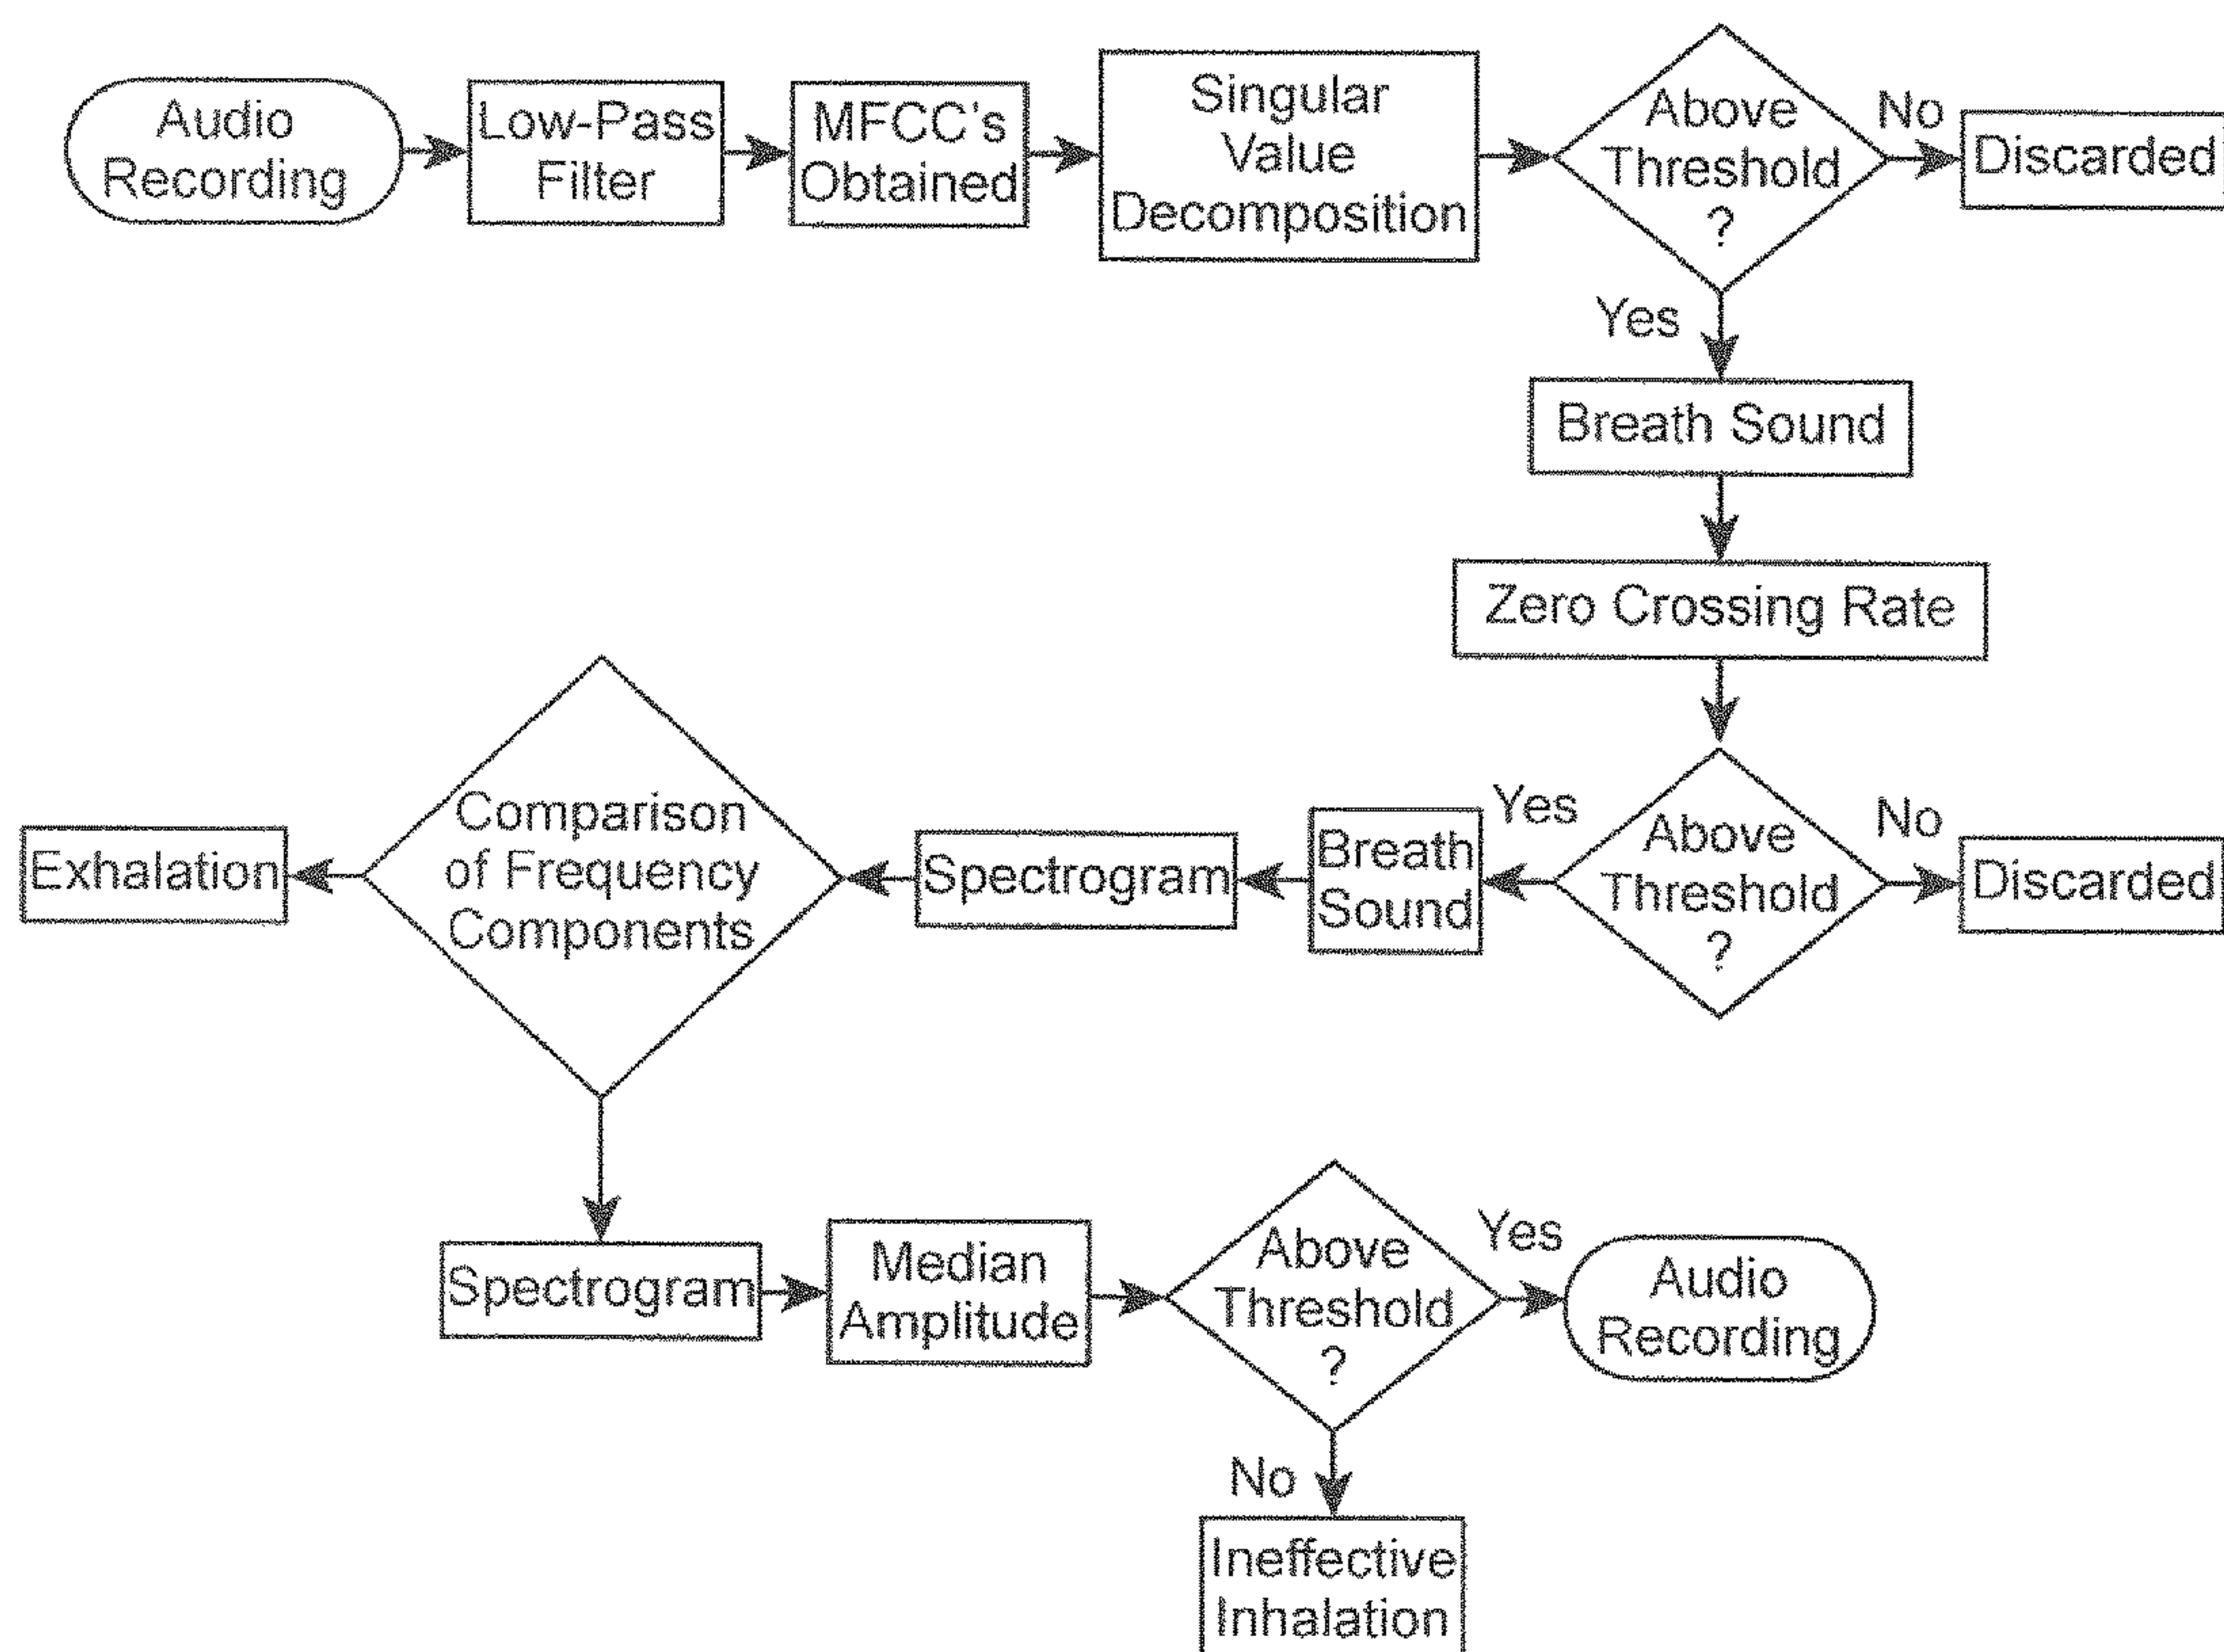 Audio
Recording
Low-Pass
Filter
MFCC's
Obtained
Singular
Value
Decomposition
Above
Threshold
?
No
Discarded
Yes
Breath Sound
Zero Crossing Rate
Above
Threshold
?
No
Discarded
Yes
Breath
Sound
Spectrogram
Comparison
of Frequency
Components
Exhalation
Spectrogram
Median
Amplitude
Above
Threshold
?
Yes
Audio
Recording
No
Ineffective
Inhalation